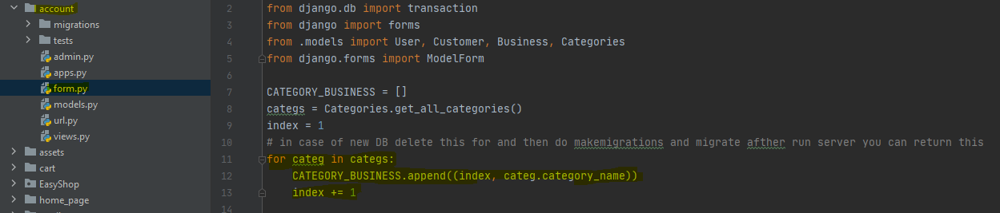 account
migrations
tests
admin.py
apps.py
form.py
models.py
url.py
views.py
assets
cart
EasyShop
home_page
2 from django.db import transaction
3 from django import forms
4 from .models import User, Customer, Business, Categories
5 from django.forms import ModelForm
6
7 CATEGORY_BUSINESS = []
8 categs = Categories.get_all_categories()
9 index = 1
10 # in case of new DB delete this for and then do makemigrations and migrate afther run server you can return this
11 for categ in categs:
12 CATEGORY_BUSINESS.append((index, categ.category_name))
13 index += 1
14